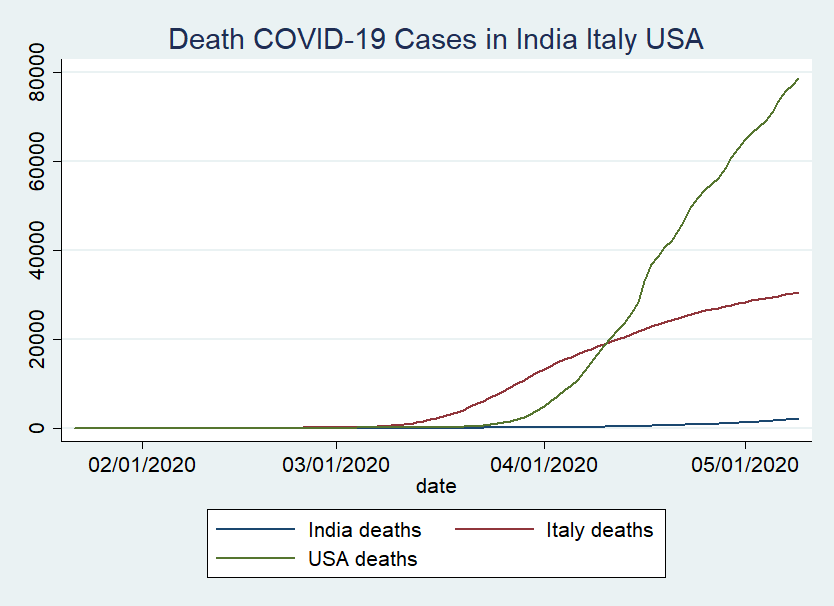 Death COVID-19 Cases in India Italy USA
80000
60000
40000
20000
0
02/01/2020 03/01/2020 04/01/2020 05/01/2020
date
India deaths Italy deaths
USA deaths